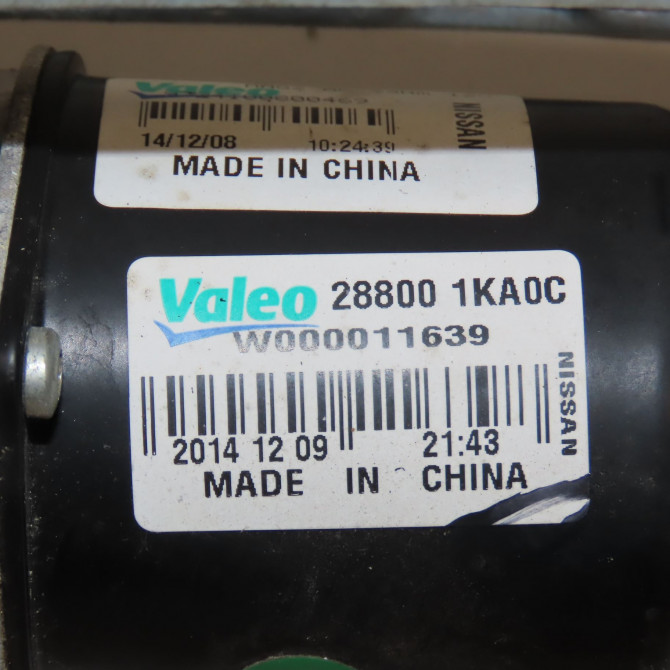 Valeo
14/12/08 10:24:39
MADE IN CHINA
NISSAN
Valeo 28800 1KA0C
W000011639
2014 12 09 21:43
MADE IN CHINA
NISSAN